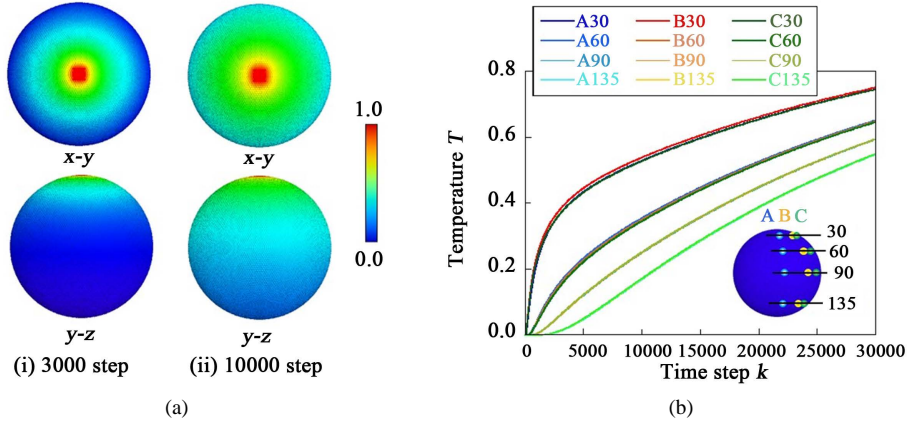 x-y
x-y
y-z
y-z
(i) 3000 step
(ii) 10000 step
1.0
0.0
(a)
A30 B30 C30
A60 B60 C60
A90 B90 C90
A135 B135 C135
Temperature T
0.8
0.6
0.4
0.2
0.0
0 5000 10000 15000 20000 25000 30000
Time step k
A B C
30
60
90
135
(b)